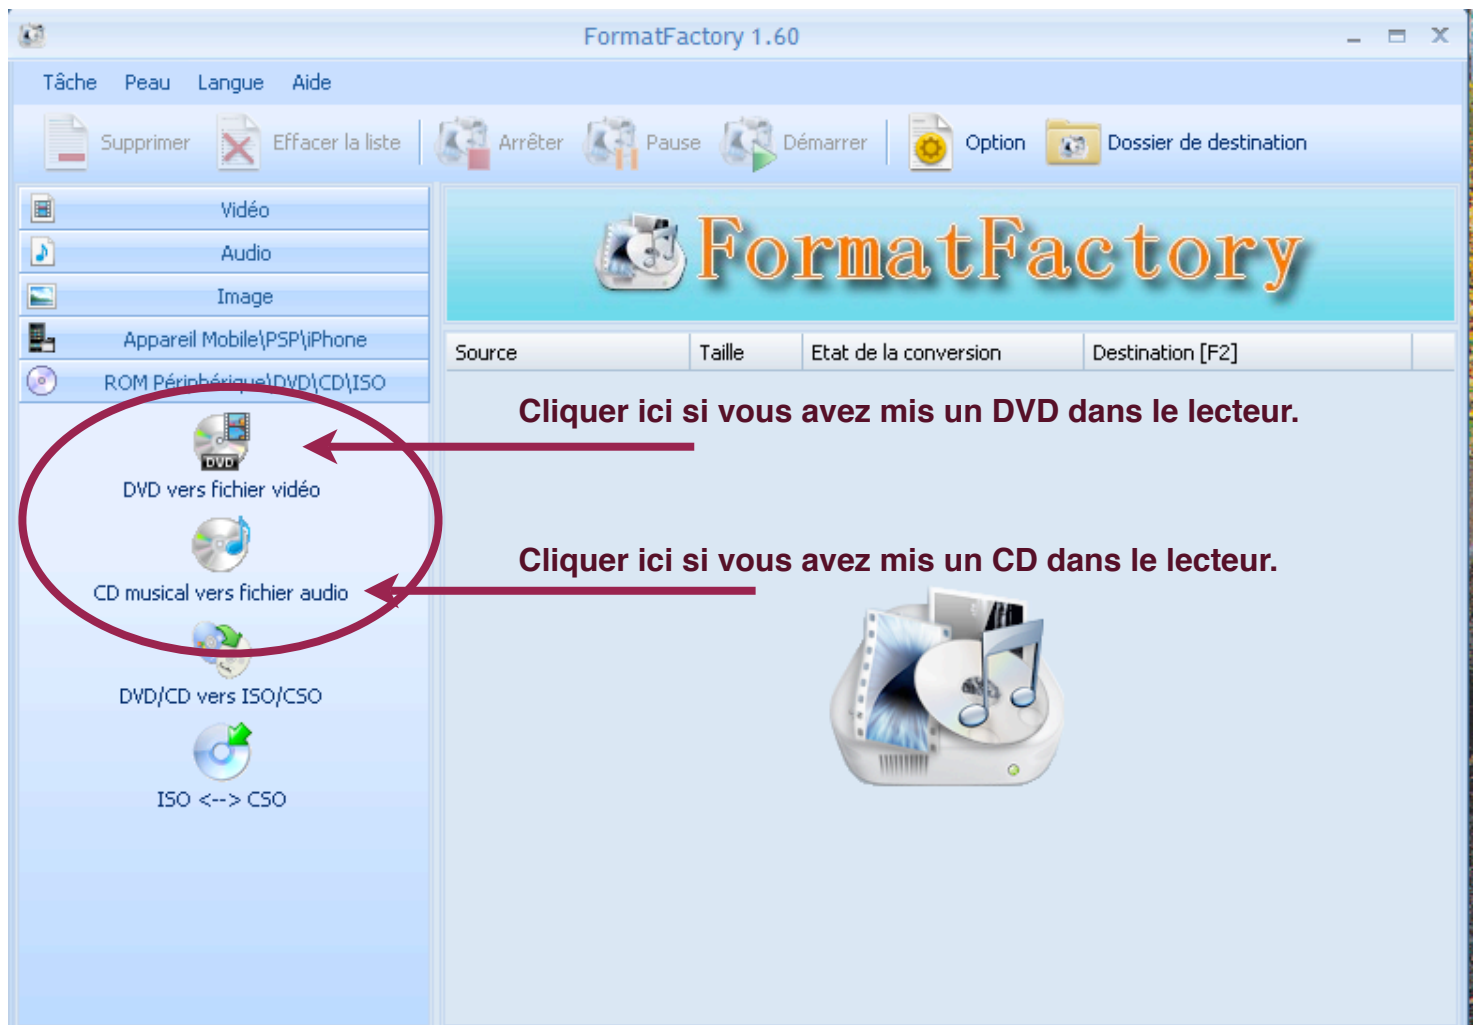 FormatFactory 1.60
Tâche Peau Langue Aide
Supprimer Effacer la liste Arrêter Pause Démarrer Option Dossier de destination
Vidéo
Audio
Image
Appareil Mobile\PSP\iPhone
ROM Périphérique\DVD\CD\ISO
FormatFactory
Source Taille Etat de la conversion Destination [F2]
Cliquer ici si vous avez mis un DVD dans le lecteur.
DVD
DVD vers fichier vidéo
Cliquer ici si vous avez mis un CD dans le lecteur.
CD musical vers fichier audio
DVD/CD vers ISO/CSO
ISO <--> CSO